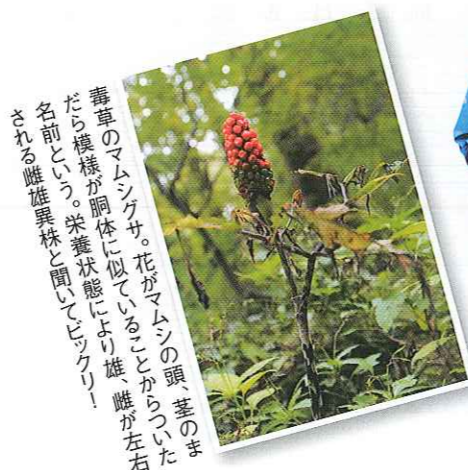 毒草のマムシグサ。花がマムシの頭、茎のま
だら模様が胴体に似ていることからついた
名前という。栄養状態により雄、雌が左右
される雌雄異株と聞いてビックリ！